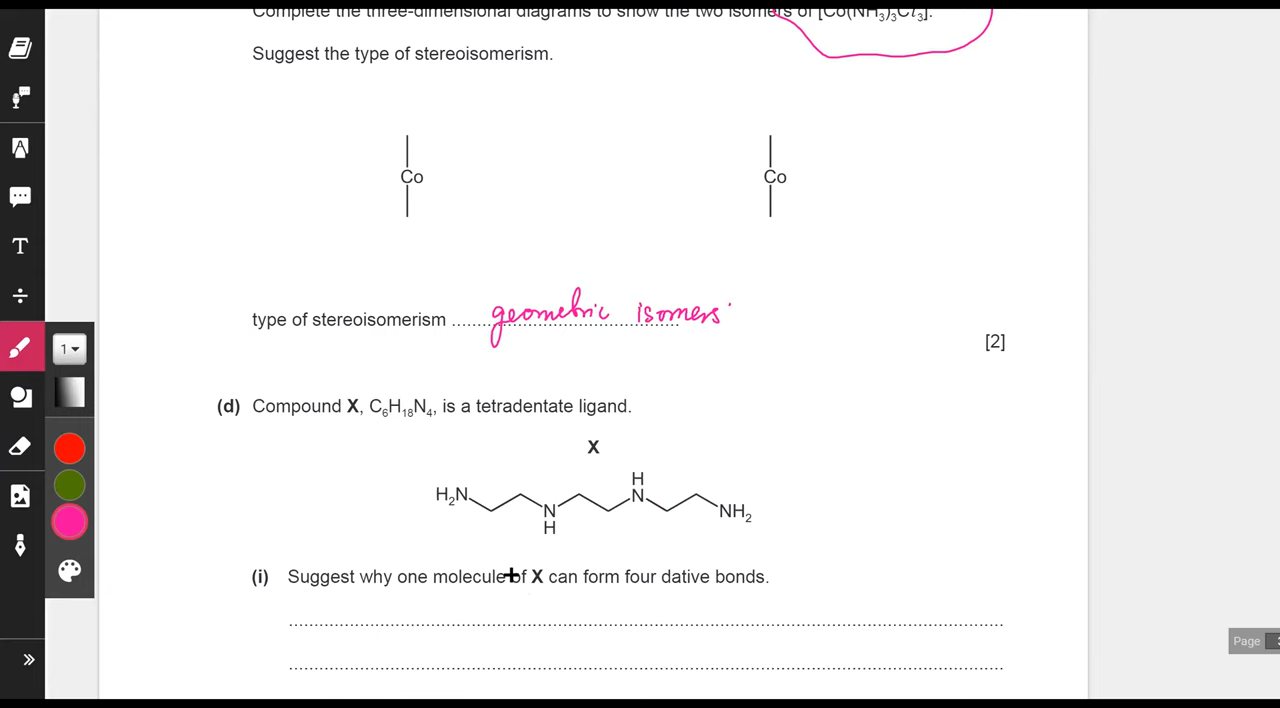 Complete the three-dimensional diagrams to show the two isomers of [Co(NH₃)₃Cl₃].
Suggest the type of stereoisomerism.
Co
Co
type of stereoisomerism ........ geometric isomers
[2]
(d) Compound X, C₆H₁₈N₄, is a tetradentate ligand.
X
H₂N N H H N NH₂
(i) Suggest why one molecule of X can form four dative bonds.
T
1
Page